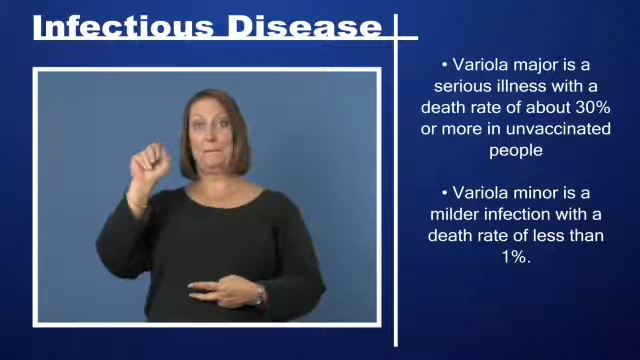 Infectious Disease
• Variola major is a
serious illness with a
death rate of about 30%
or more in unvaccinated
people
• Variola minor is a
milder infection with a
death rate of less than
1%.